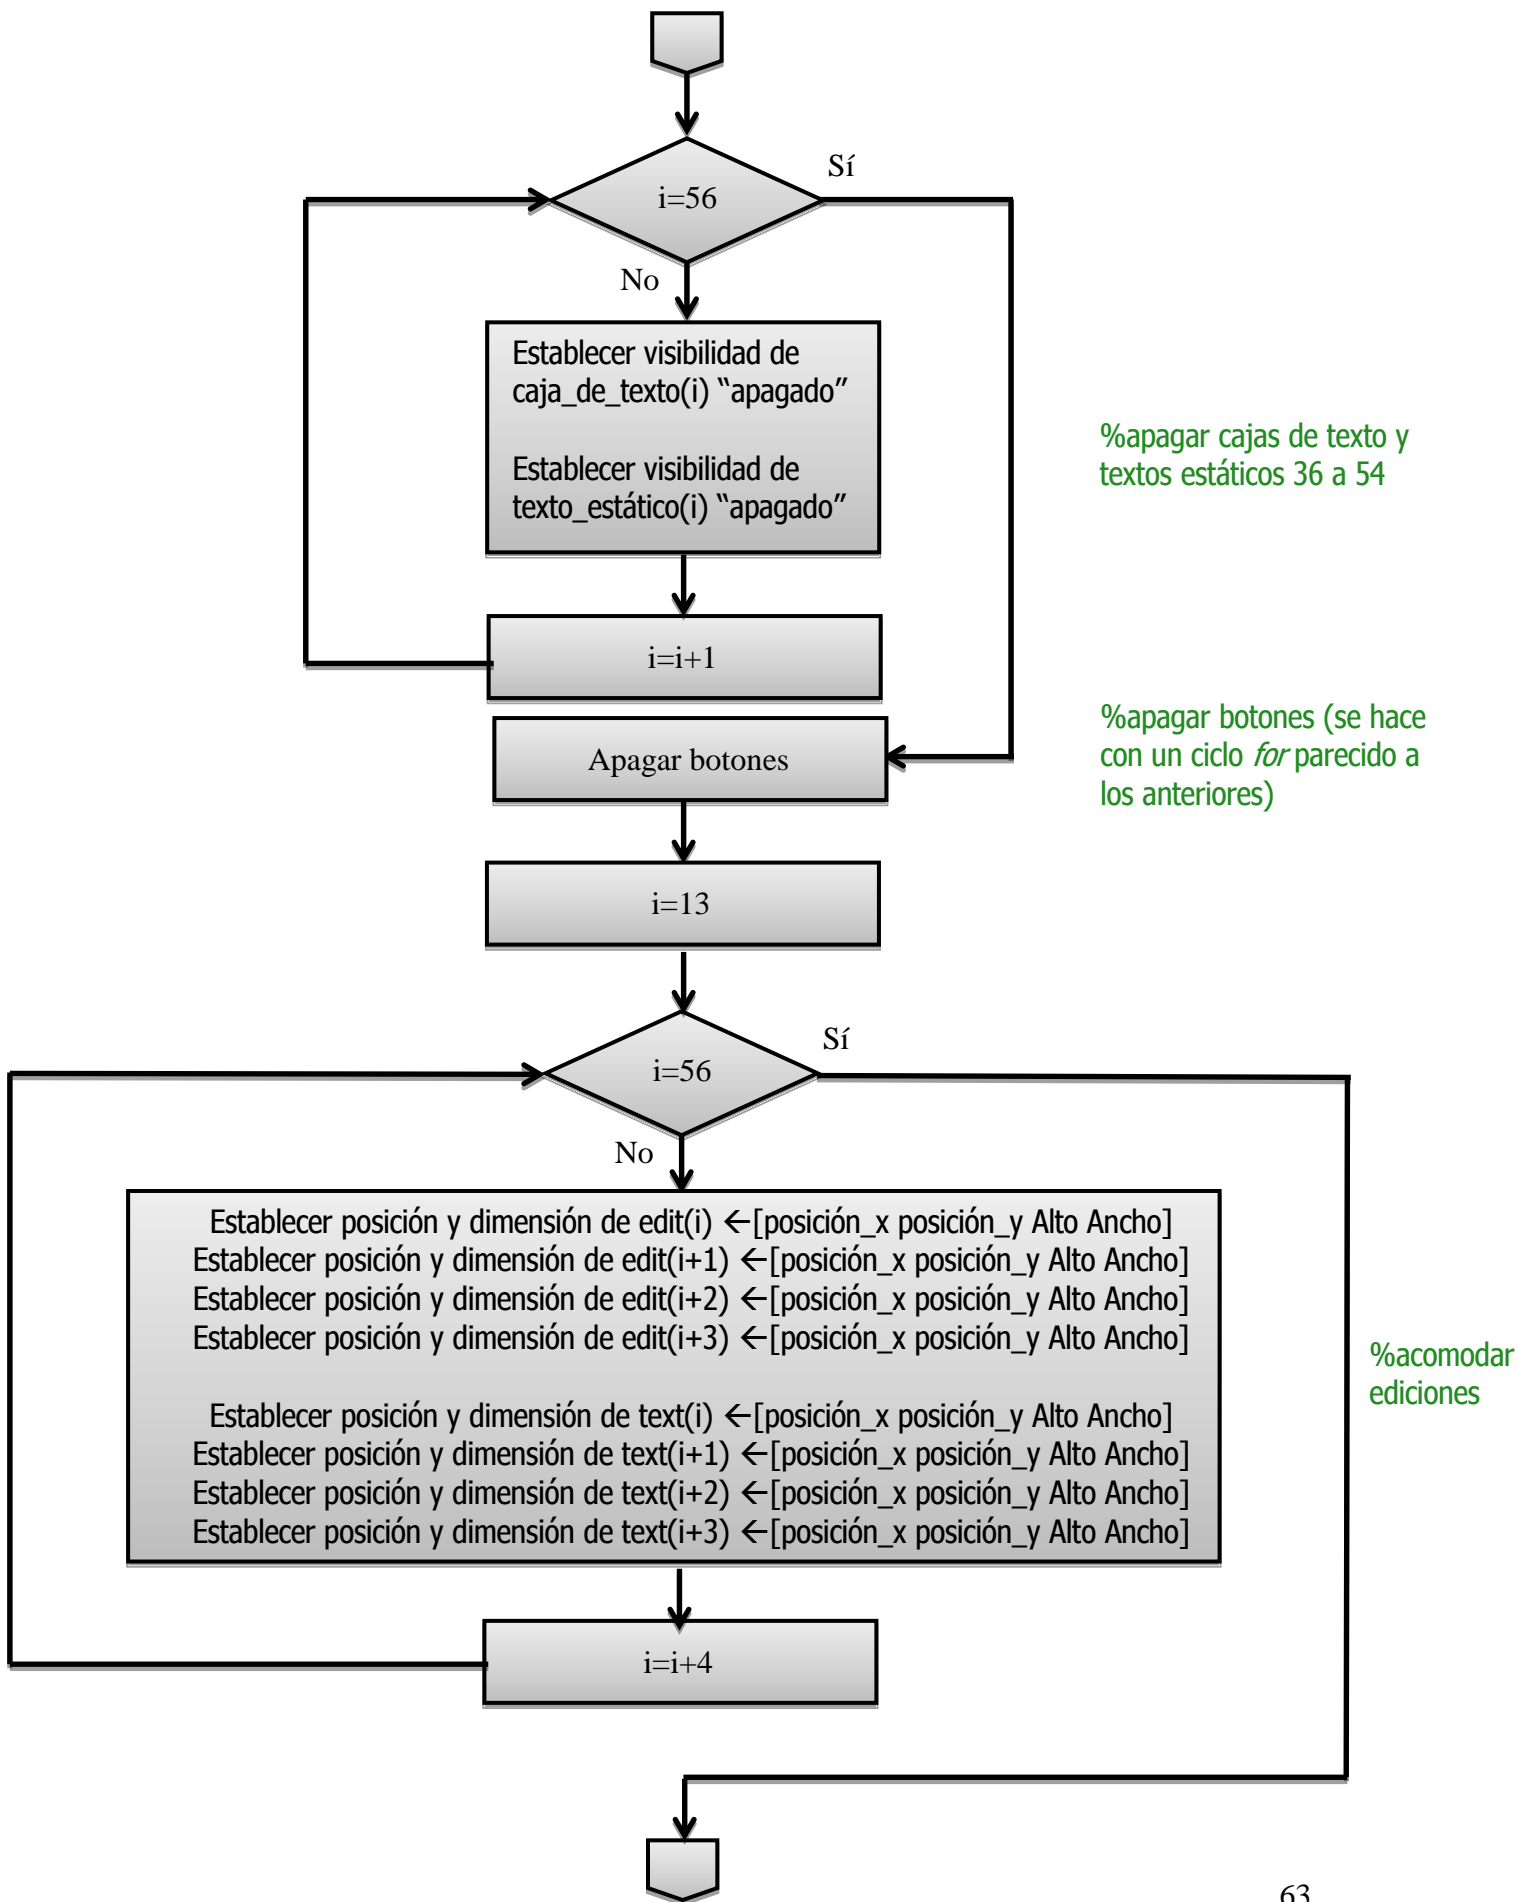 Sí
i=56
No
Establecer visibilidad de
caja_de_texto(i) “apagado”
Establecer visibilidad de
texto_estático(i) “apagado”
%apagar cajas de texto y
textos estáticos 36 a 54
i=i+1
Apagar botones
%apagar botones (se hace
con un ciclo for parecido a
los anteriores)
i=13
Sí
i=56
No
Establecer posición y dimensión de edit(i) ←[posición_x posición_y Alto Ancho]
Establecer posición y dimensión de edit(i+1) ←[posición_x posición_y Alto Ancho]
Establecer posición y dimensión de edit(i+2) ←[posición_x posición_y Alto Ancho]
Establecer posición y dimensión de edit(i+3) ←[posición_x posición_y Alto Ancho]
Establecer posición y dimensión de text(i) ←[posición_x posición_y Alto Ancho]
Establecer posición y dimensión de text(i+1) ←[posición_x posición_y Alto Ancho]
Establecer posición y dimensión de text(i+2) ←[posición_x posición_y Alto Ancho]
Establecer posición y dimensión de text(i+3) ←[posición_x posición_y Alto Ancho]
%acomodar
ediciones
i=i+4
63